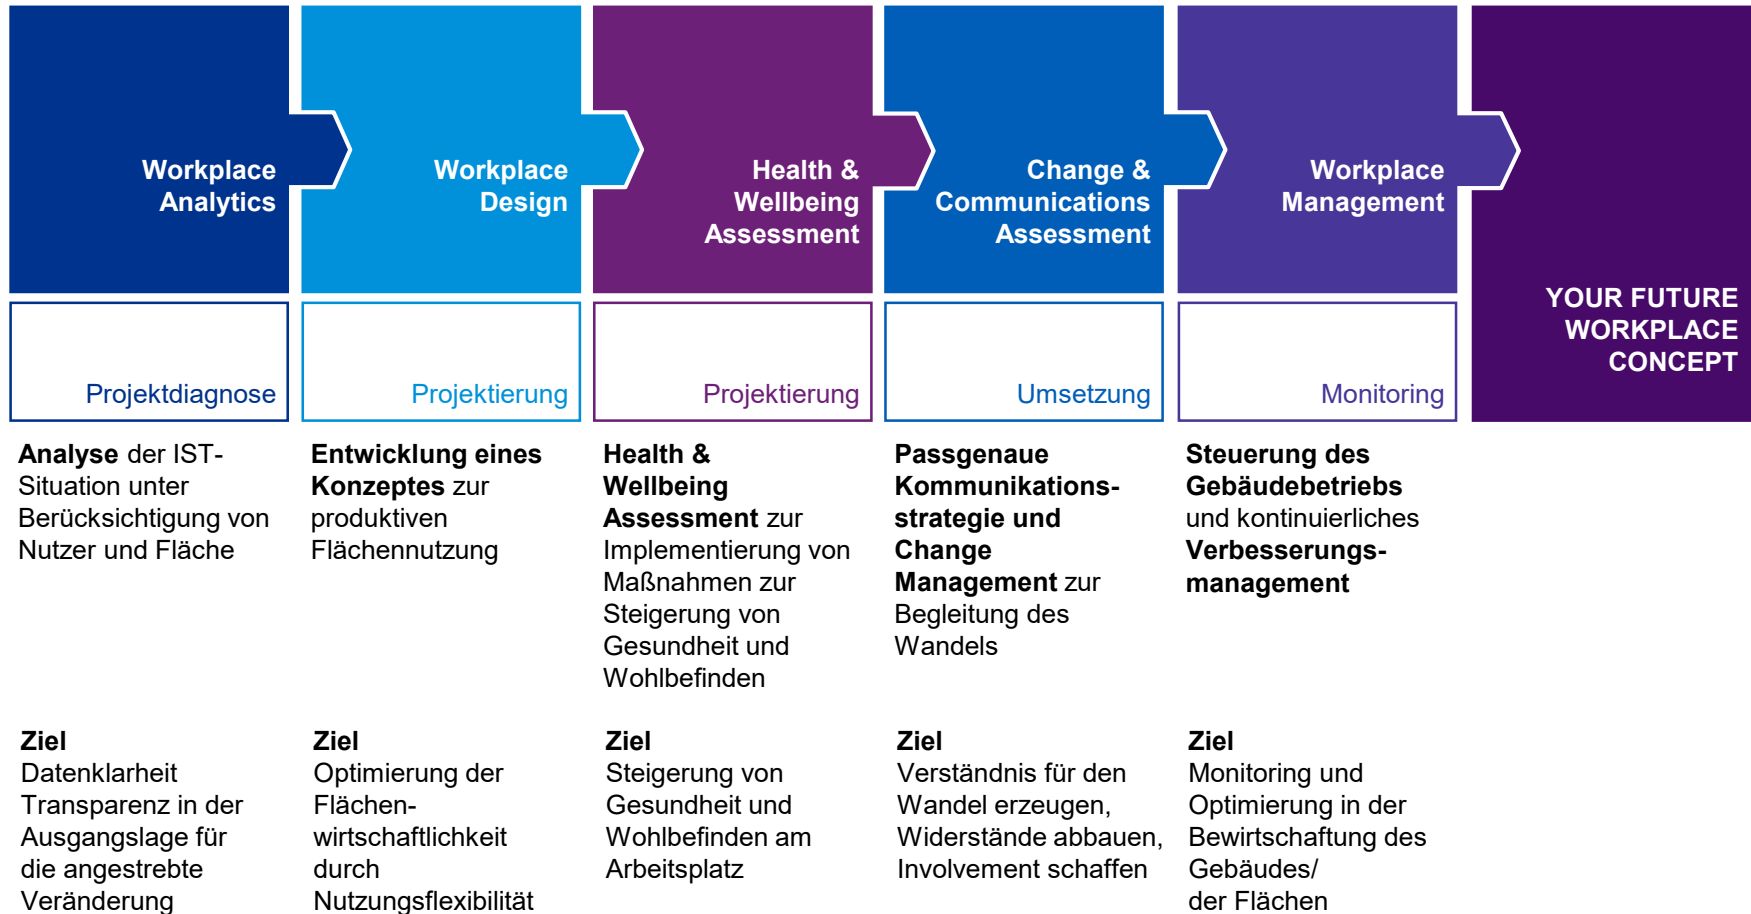 Workplace
Analytics
Workplace
Design
Health &
Wellbeing
Assessment
Change &
Communications
Assessment
Workplace
Management
YOUR FUTURE
WORKPLACE
CONCEPT
Projektdiagnose
Projektierung
Projektierung
Umsetzung
Monitoring
Analyse der IST-
Situation unter
Berücksichtigung von
Nutzer und Fläche
Entwicklung eines
Konzeptes zur
produktiven
Flächennutzung
Health &
Wellbeing
Assessment zur
Implementierung von
Maßnahmen zur
Steigerung von
Gesundheit und
Wohlbefinden
Passgenaue
Kommunikations-
strategie und
Change
Management zur
Begleitung des
Wandels
Steuerung des
Gebäudebetriebs
und kontinuierliches
Verbesserungs-
management
Ziel
Datenklarheit
Transparenz in der
Ausgangslage für
die angestrebte
Veränderung
Ziel
Optimierung der
Flächen-
wirtschaftlichkeit
durch
Nutzungsflexibilität
Ziel
Steigerung von
Gesundheit und
Wohlbefinden am
Arbeitsplatz
Ziel
Verständnis für den
Wandel erzeugen,
Widerstände abbauen,
Involvement schaffen
Ziel
Monitoring und
Optimierung in der
Bewirtschaftung des
Gebäudes/
der Flächen